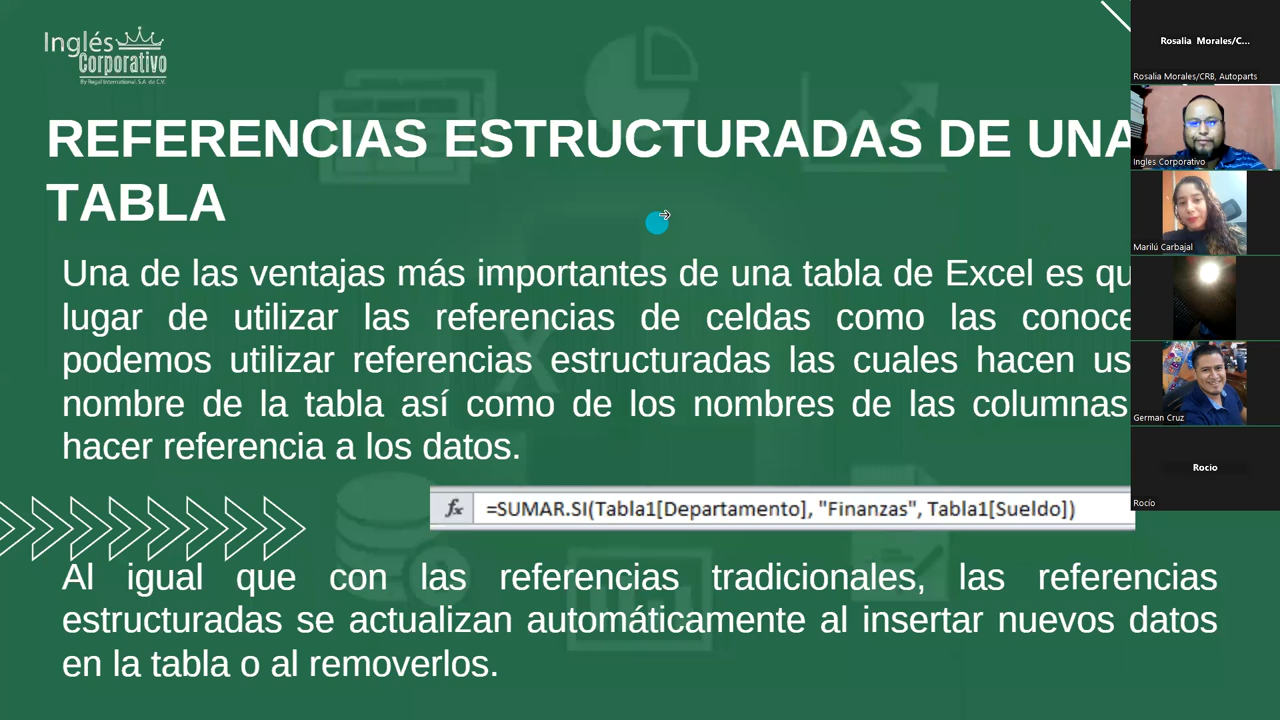 Inglés
Corporativo
By Regal International, S.A. de C.V.
REFERENCIAS ESTRUCTURADAS DE UNA
TABLA
Una de las ventajas más importantes de una tabla de Excel es qu
lugar de utilizar las referencias de celdas como las conoce
podemos utilizar referencias estructuradas las cuales hacen us
nombre de la tabla así como de los nombres de las columnas
hacer referencia a los datos.
fx =SUMAR.SI(Tabla1[Departamento], "Finanzas", Tabla1[Sueldo])
Al igual que con las referencias tradicionales, las referencias
estructuradas se actualizan automáticamente al insertar nuevos datos
en la tabla o al removerlos.
Rosalia Morales/C...
Rosalia Morales/CRB, Autoparts
Ingles Corporativo
Marilú Carbajal
German Cruz
Rocio
Rocío